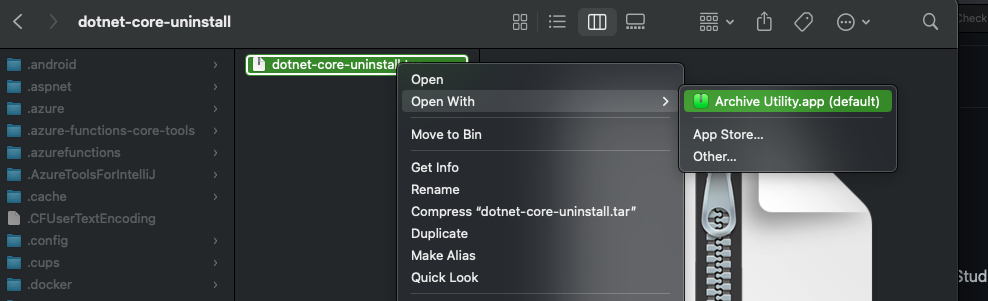 dotnet-core-uninstall
Check
.android
.aspnet
.azure
.azure-functions-core-tools
.azurefunctions
.AzureToolsForIntelliJ
.cache
.CFUserTextEncoding
.config
.cups
.docker
dotnet-core-uninstall
Open
Open With
Move to Bin
Get Info
Rename
Compress “dotnet-core-uninstall.tar”
Duplicate
Make Alias
Quick Look
Archive Utility.app (default)
App Store...
Other...
Stud